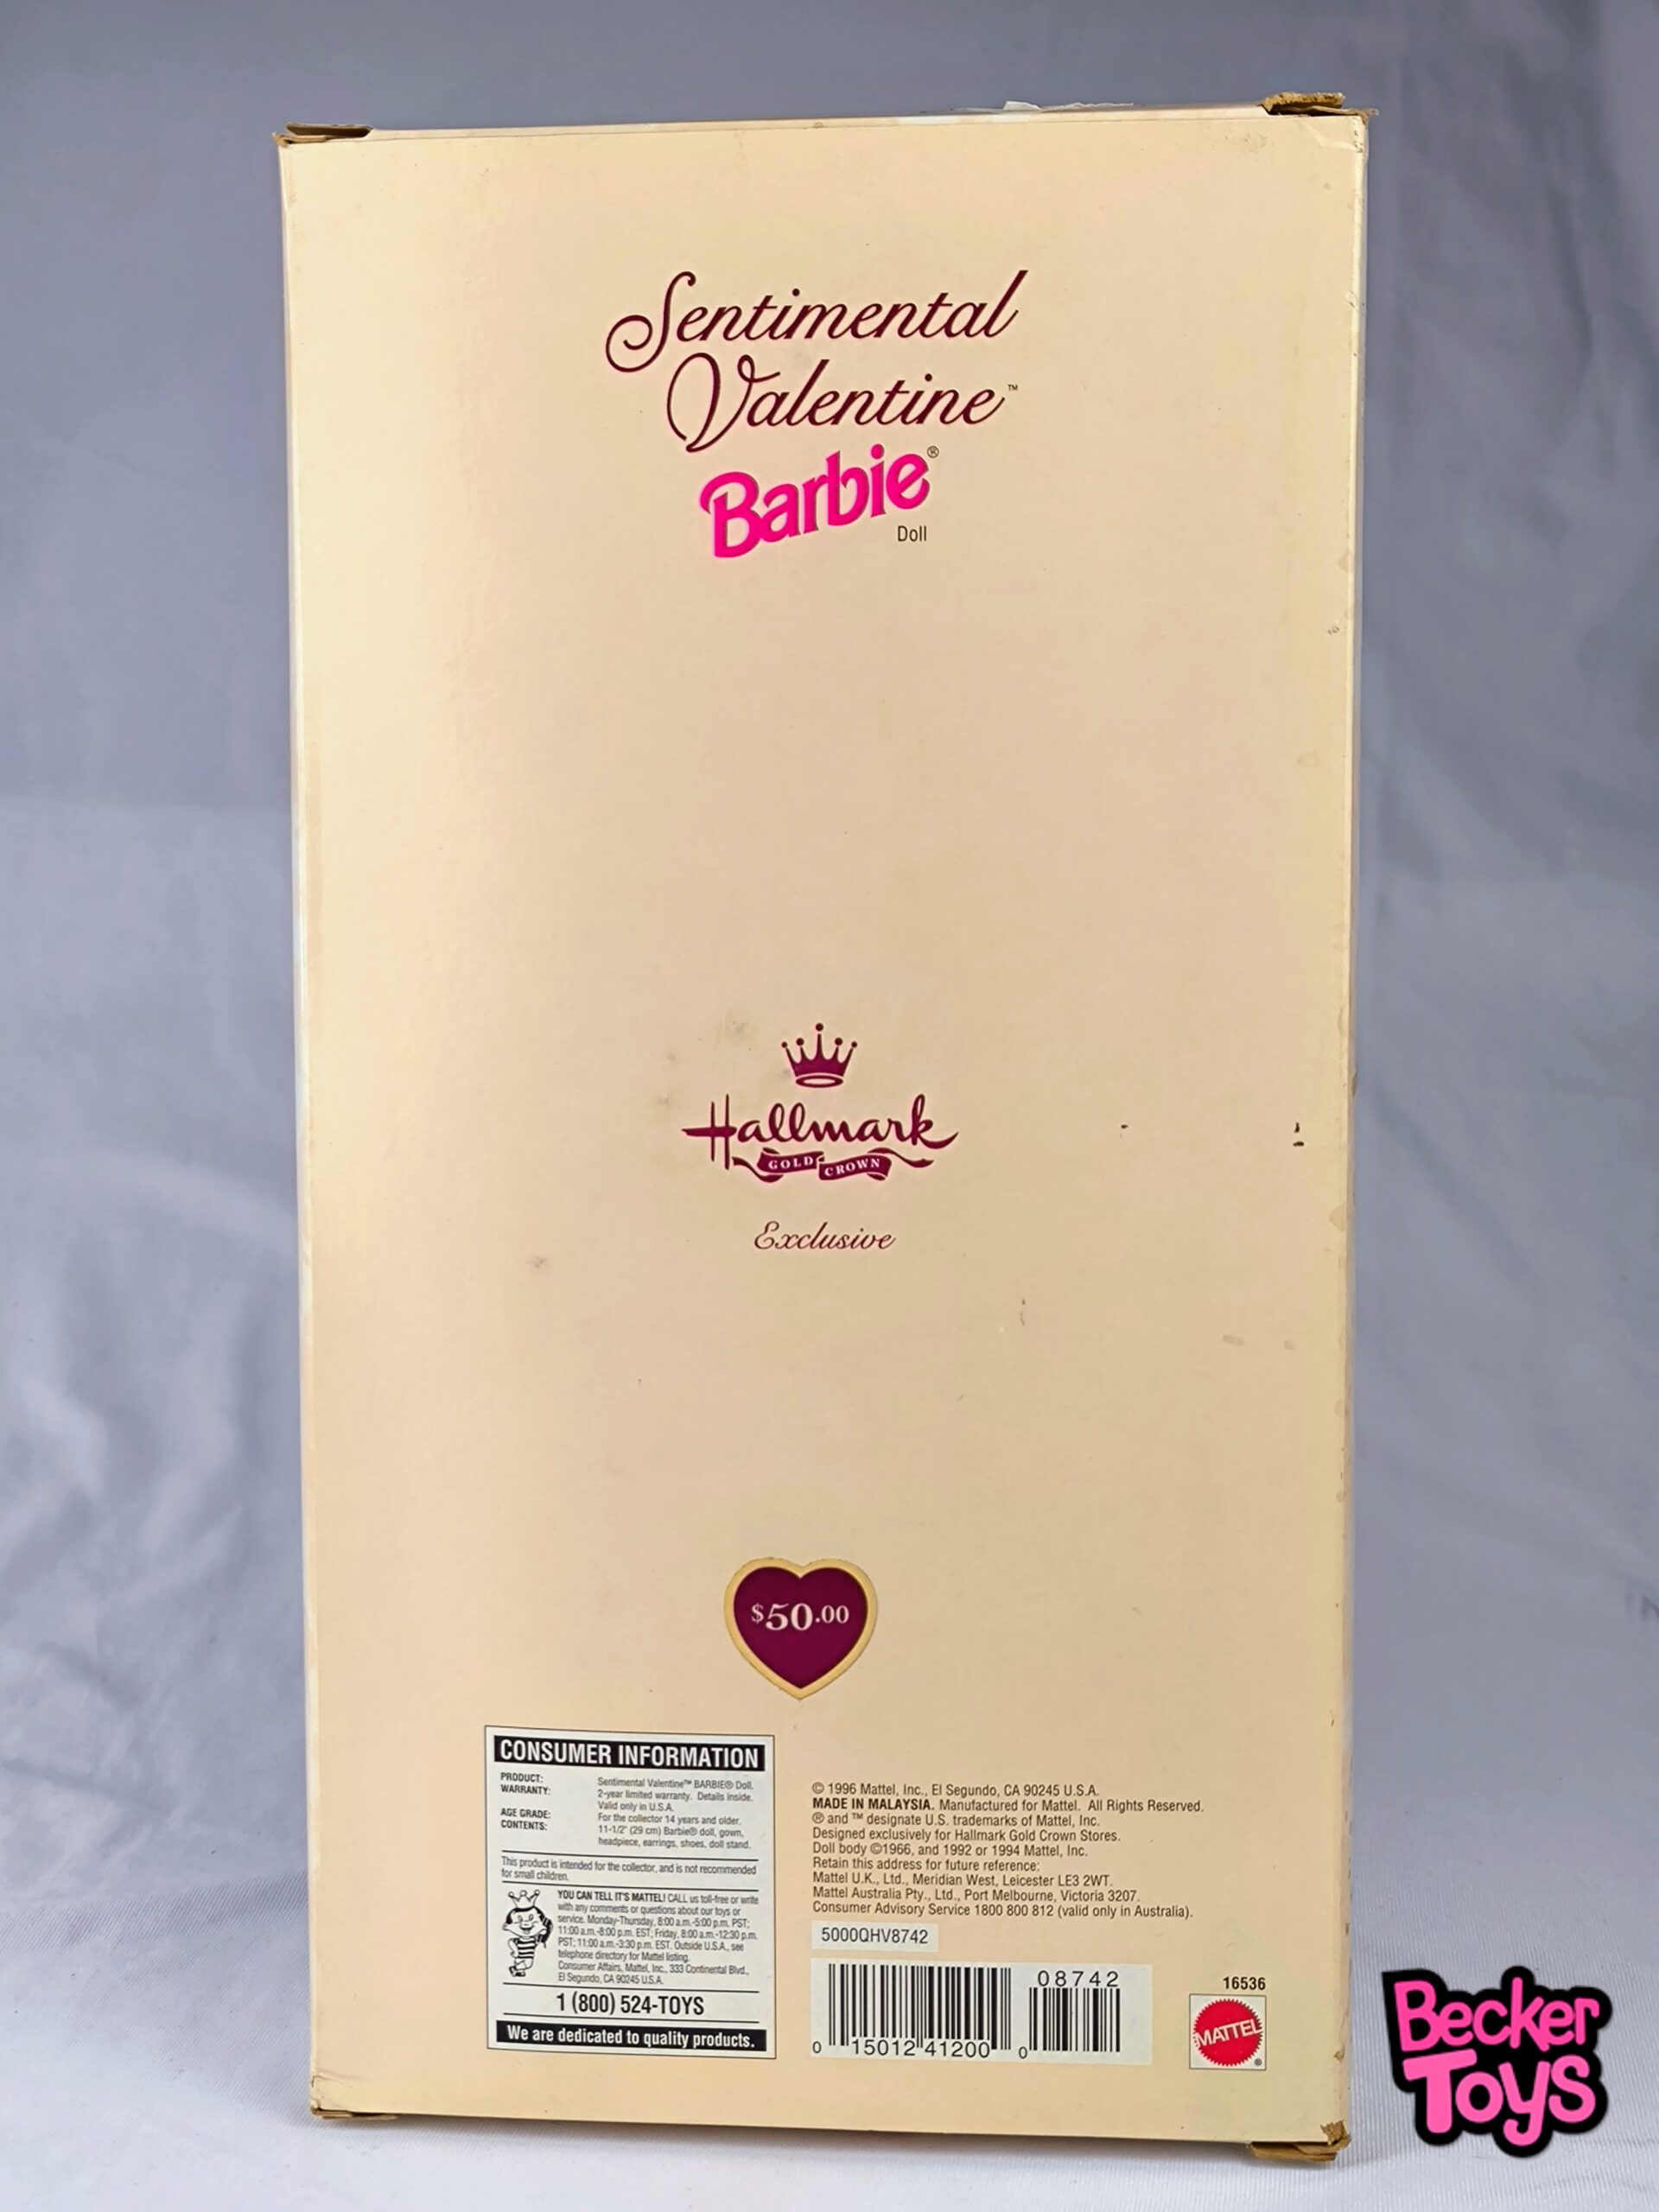 Sentimental
Valentine™
Barbie®
Doll
Hallmark
GOLD CROWN
Exclusive
$50.00
CONSUMER INFORMATION
PRODUCT: Sentimental Valentine™ BARBIE® Doll.
WARRANTY: 2-year limited warranty. Details inside.
Valid only in U.S.A.
AGE GRADE: For the collector 14 years and older.
CONTENTS: 11-1/2" (29 cm) Barbie® doll, gown,
headpiece, earrings, shoes, doll stand.
This product is intended for the collector, and is not recommended
for small children.
YOU CAN TELL IT'S MATTEL! CALL us toll-free or write
with any comments or questions about our toys or
service. Monday-Thursday, 8:00 a.m.-5:00 p.m. PST;
11:00 a.m.-8:00 p.m. EST; Friday, 8:00 a.m.-12:30 p.m.
PST; 11:00 a.m.-3:30 p.m. EST. Outside U.S.A., see
telephone directory for Mattel listing.
Consumer Affairs, Mattel, Inc., 333 Continental Blvd.,
El Segundo, CA 90245 U.S.A.
1 (800) 524-TOYS
We are dedicated to quality products.
© 1996 Mattel, Inc., El Segundo, CA 90245 U.S.A.
MADE IN MALAYSIA. Manufactured for Mattel. All Rights Reserved.
® and ™ designate U.S. trademarks of Mattel, Inc.
Designed exclusively for Hallmark Gold Crown Stores.
Doll body ©1966, and 1992 or 1994 Mattel, Inc.
Retain this address for future reference:
Mattel U.K., Ltd., Meridian West, Leicester LE3 2WT.
Mattel Australia Pty., Ltd., Port Melbourne, Victoria 3207.
Consumer Advisory Service 1800 800 812 (valid only in Australia).
5000QHV8742
08742
0 15012 41200 0
16536
MATTEL®
Becker
Toys